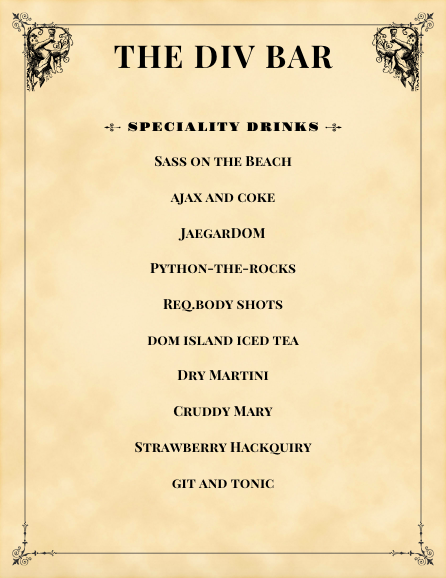 THE DIV BAR
SPECIALITY DRINKS
Sass on the Beach
ajax and coke
JaegarDOM
Python-the-rocks
Req.body shots
dom island iced tea
Dry Martini
Cruddy Mary
Strawberry Hackquiry
git and tonic